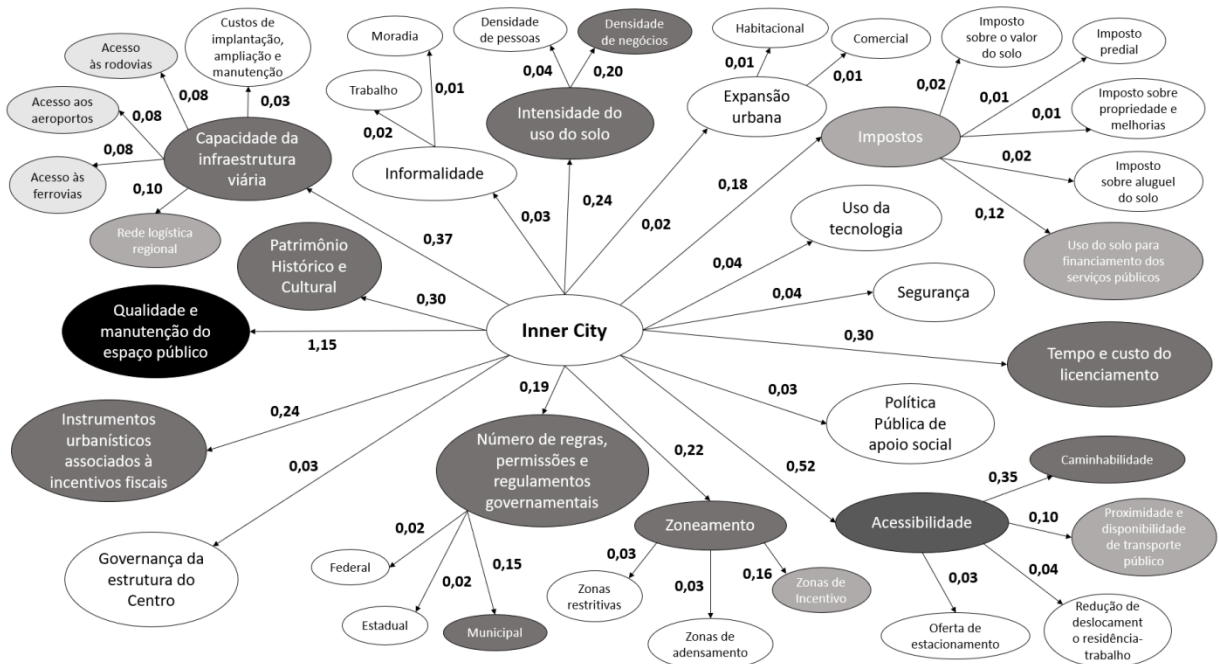 Custos de
implantação,
ampliação e
manutenção
Acesso
às rodovias
Acesso aos
aeroportos
Acesso às
ferrovias
Rede logística
regional
0,08
0,03
0,08
0,08
0,10
Capacidade da
infraestrutura
viária
0,37
Moradia
Trabalho
0,01
0,02
Informalidade
0,03
Densidade
de pessoas
Densidade
de negócios
0,04
0,20
Intensidade do
uso do solo
0,24
Habitacional
Comercial
0,01
0,01
Expansão
urbana
0,02
Imposto
sobre o valor
do solo
Imposto
predial
Imposto sobre
propriedade e
melhorias
Imposto
sobre aluguel
do solo
Uso do solo para
financiamento dos
serviços públicos
0,02
0,01
0,01
0,02
0,12
Impostos
0,18
Uso da
tecnologia
0,04
Segurança
0,04
Patrimônio
Histórico e
Cultural
0,30
Qualidade e
manutenção do
espaço público
1,15
Inner City
0,30
Tempo e custo do
licenciamento
0,03
Política
Pública de
apoio social
Instrumentos
urbanísticos
associados à
incentivos fiscais
0,24
0,03
Governança da
estrutura do
Centro
0,19
Número de regras,
permissões e
regulamentos
governamentais
0,02
0,02
0,15
Federal
Estadual
Municipal
0,22
Zoneamento
0,03
0,03
0,16
Zonas
restritivas
Zonas de
adensamento
Zonas de
Incentivo
0,52
Acessibilidade
0,35
0,10
0,03
0,04
Caminhabilidade
Proximidade e
disponibilidade
de transporte
público
Oferta de
estacionamento
Redução de
deslocament
o residência-
trabalho